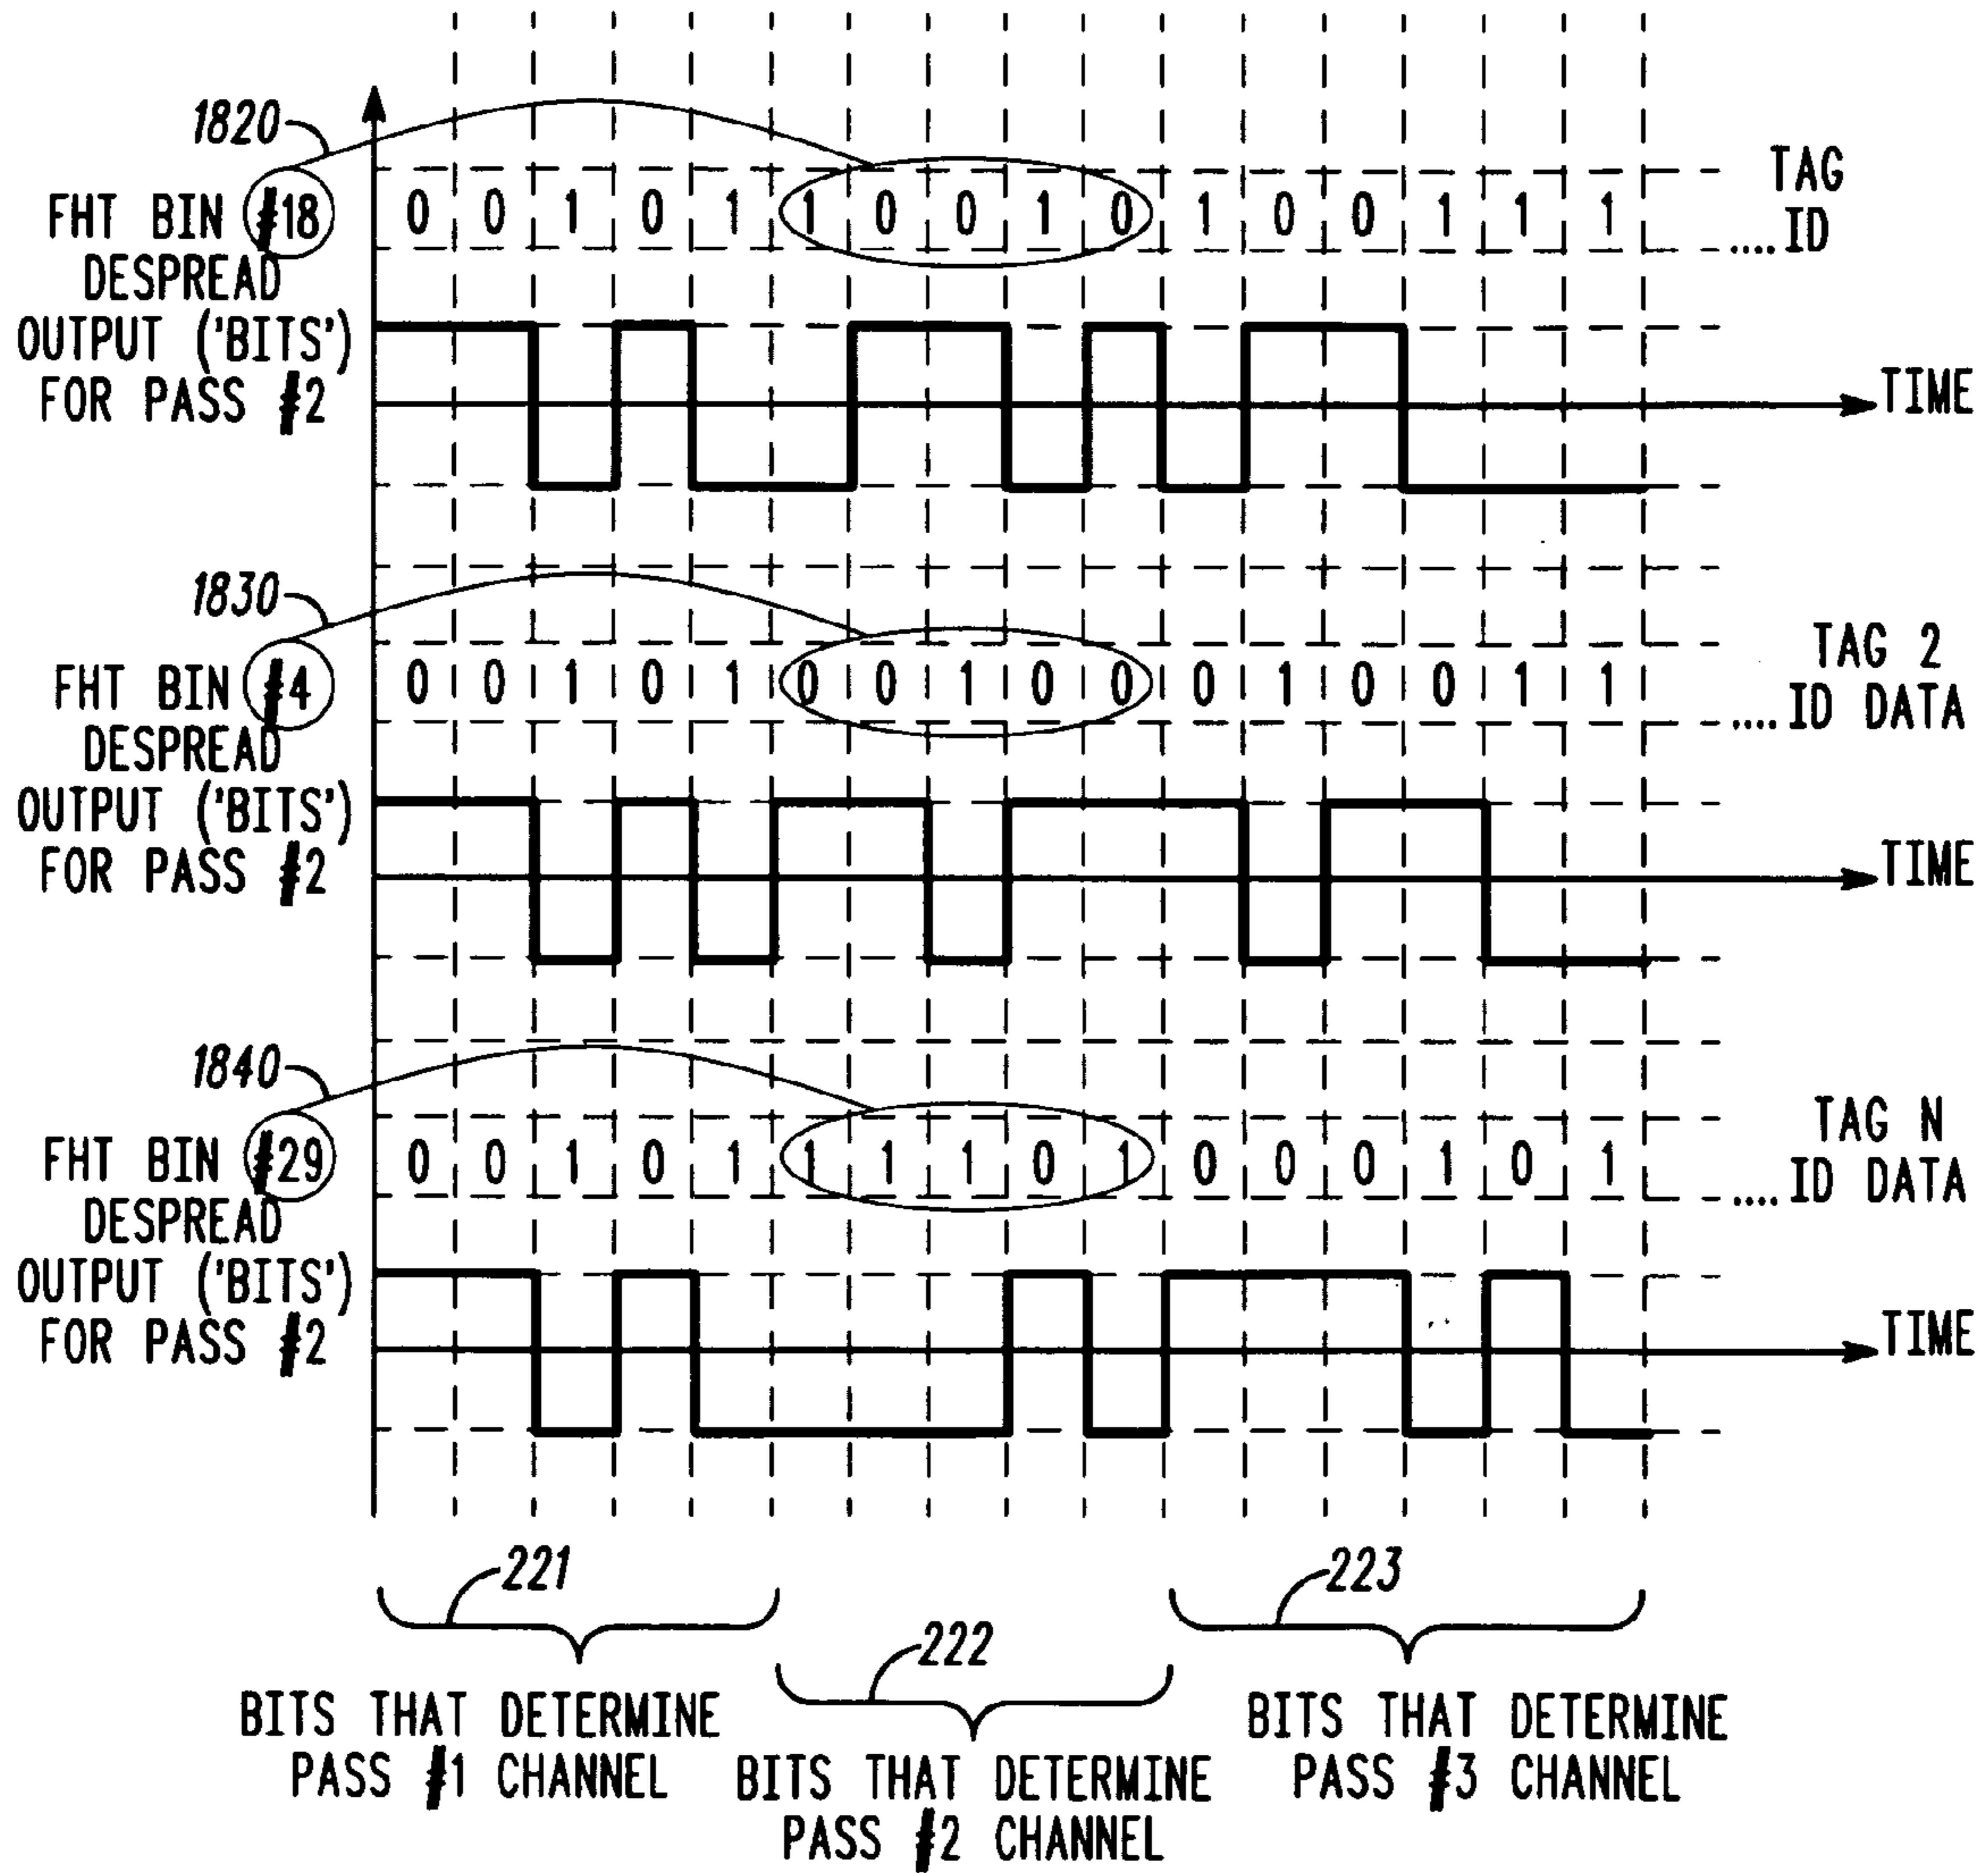 1820
FHT BIN #18
DESPREAD
OUTPUT ('BITS')
FOR PASS #2
0 0 1 0 1 1 0 0 1 0 1 0 0 1 1 1
TAG
.... ID
TIME
1830
FHT BIN #4
DESPREAD
OUTPUT ('BITS')
FOR PASS #2
0 0 1 0 1 0 0 1 0 0 0 1 0 0 1 1
TAG 2
.... ID DATA
TIME
1840
FHT BIN #29
DESPREAD
OUTPUT ('BITS')
FOR PASS #2
0 0 1 0 1 1 1 1 0 1 0 0 0 1 0 1
TAG N
.... ID DATA
TIME
221
BITS THAT DETERMINE
PASS #1 CHANNEL
222
BITS THAT DETERMINE
PASS #2 CHANNEL
223
BITS THAT DETERMINE
PASS #3 CHANNEL